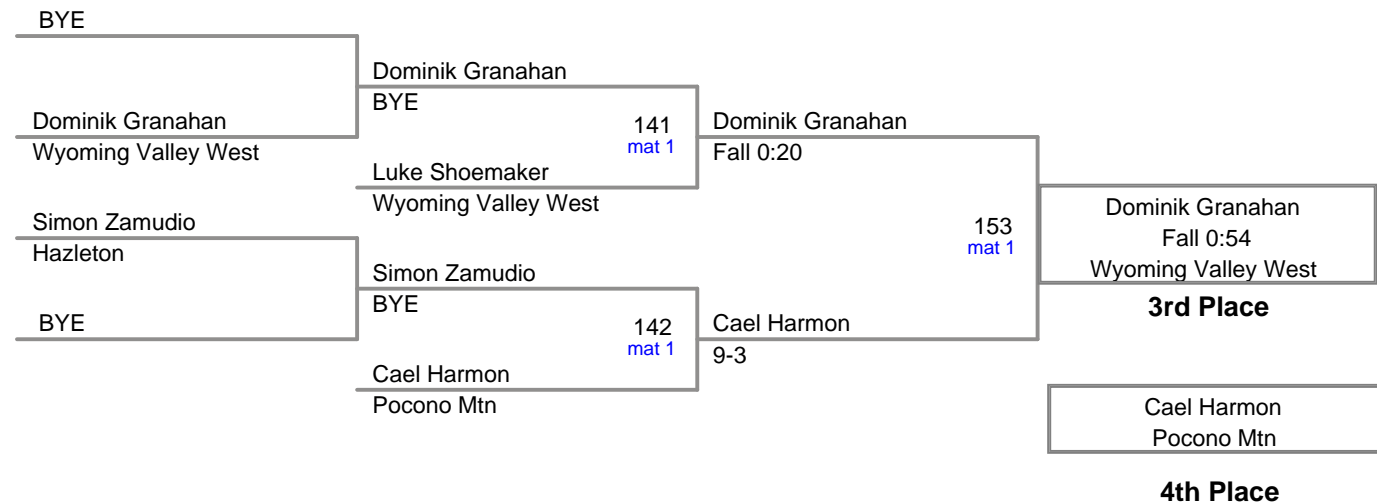 BYE
Dominik Granahan
Wyoming Valley West
Simon Zamudio
Hazleton
BYE
Dominik Granahan
BYE
141
mat 1
Luke Shoemaker
Wyoming Valley West
Simon Zamudio
BYE
142
mat 1
Cael Harmon
Pocono Mtn
Dominik Granahan
Fall 0:20
153
mat 1
Cael Harmon
9-3
Dominik Granahan
Fall 0:54
Wyoming Valley West
3rd Place
Cael Harmon
Pocono Mtn
4th Place